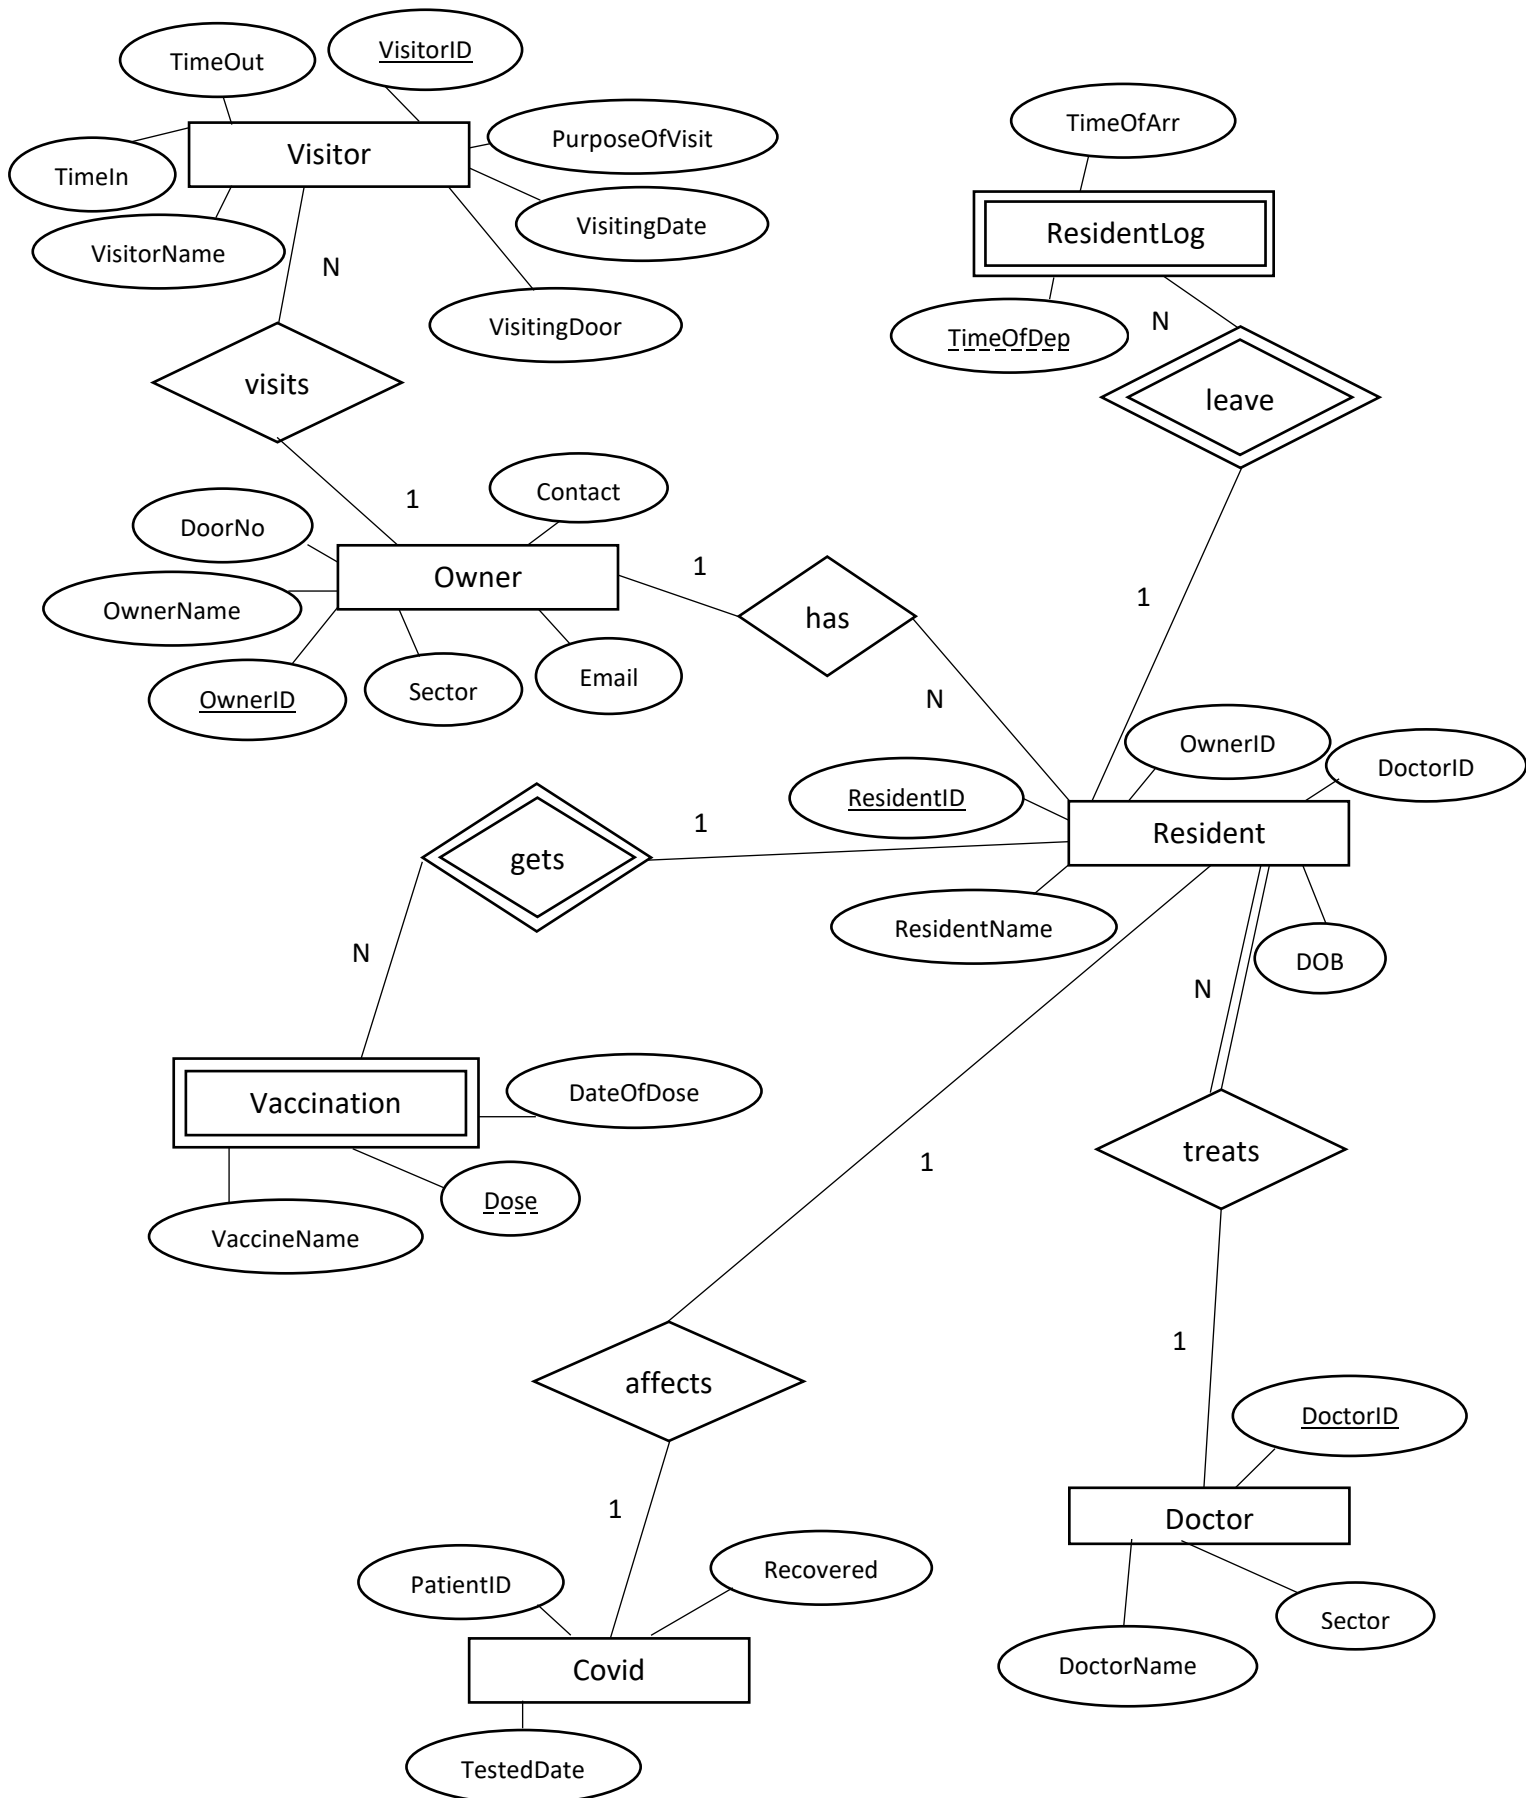 TimeOut
VisitorID
TimeOfArr
PurposeOfVisit
Visitor
TimeIn
VisitingDate
ResidentLog
VisitorName
N
VisitingDoor
N
TimeOfDep
visits
leave
1
Contact
DoorNo
1
Owner
1
OwnerName
has
Email
OwnerID
Sector
N
OwnerID
DoctorID
ResidentID
1
Resident
gets
ResidentName
N
DOB
N
DateOfDose
Vaccination
treats
1
Dose
VaccineName
1
affects
DoctorID
1
Doctor
Recovered
PatientID
Sector
DoctorName
Covid
TestedDate